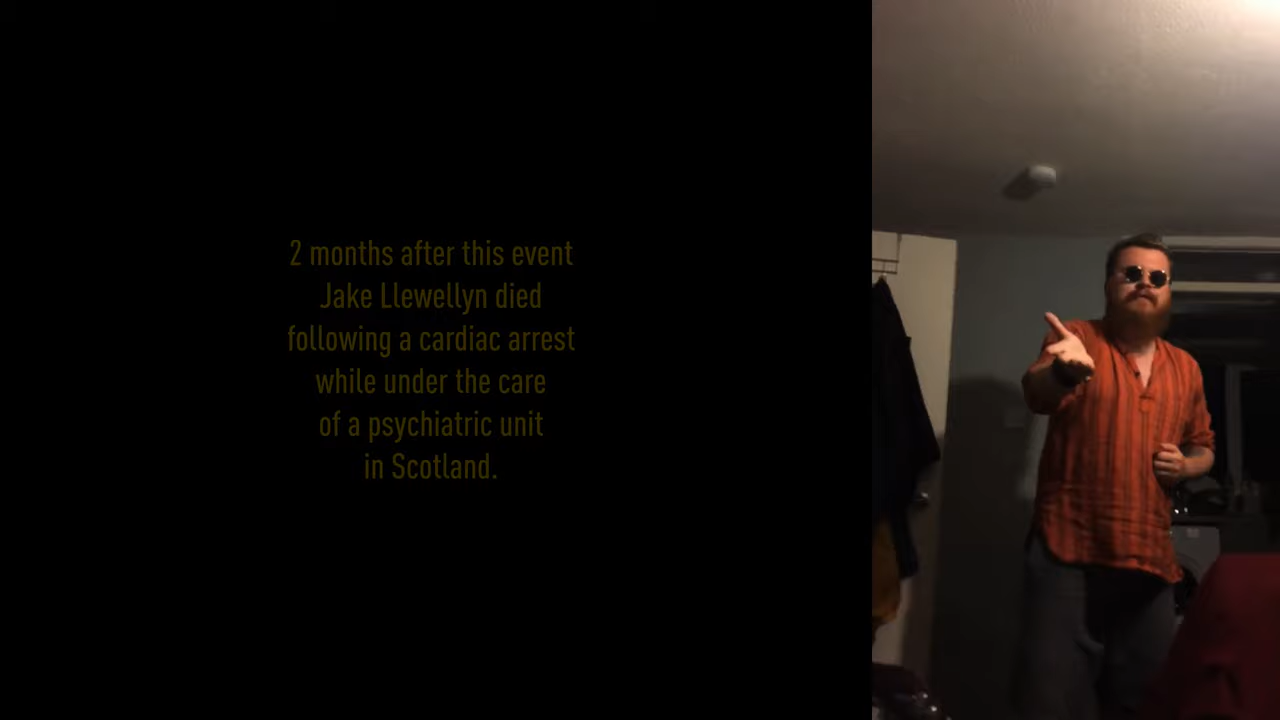 2 months after this event
Jake Llewellyn died
following a cardiac arrest
while under the care
of a psychiatric unit
in Scotland.